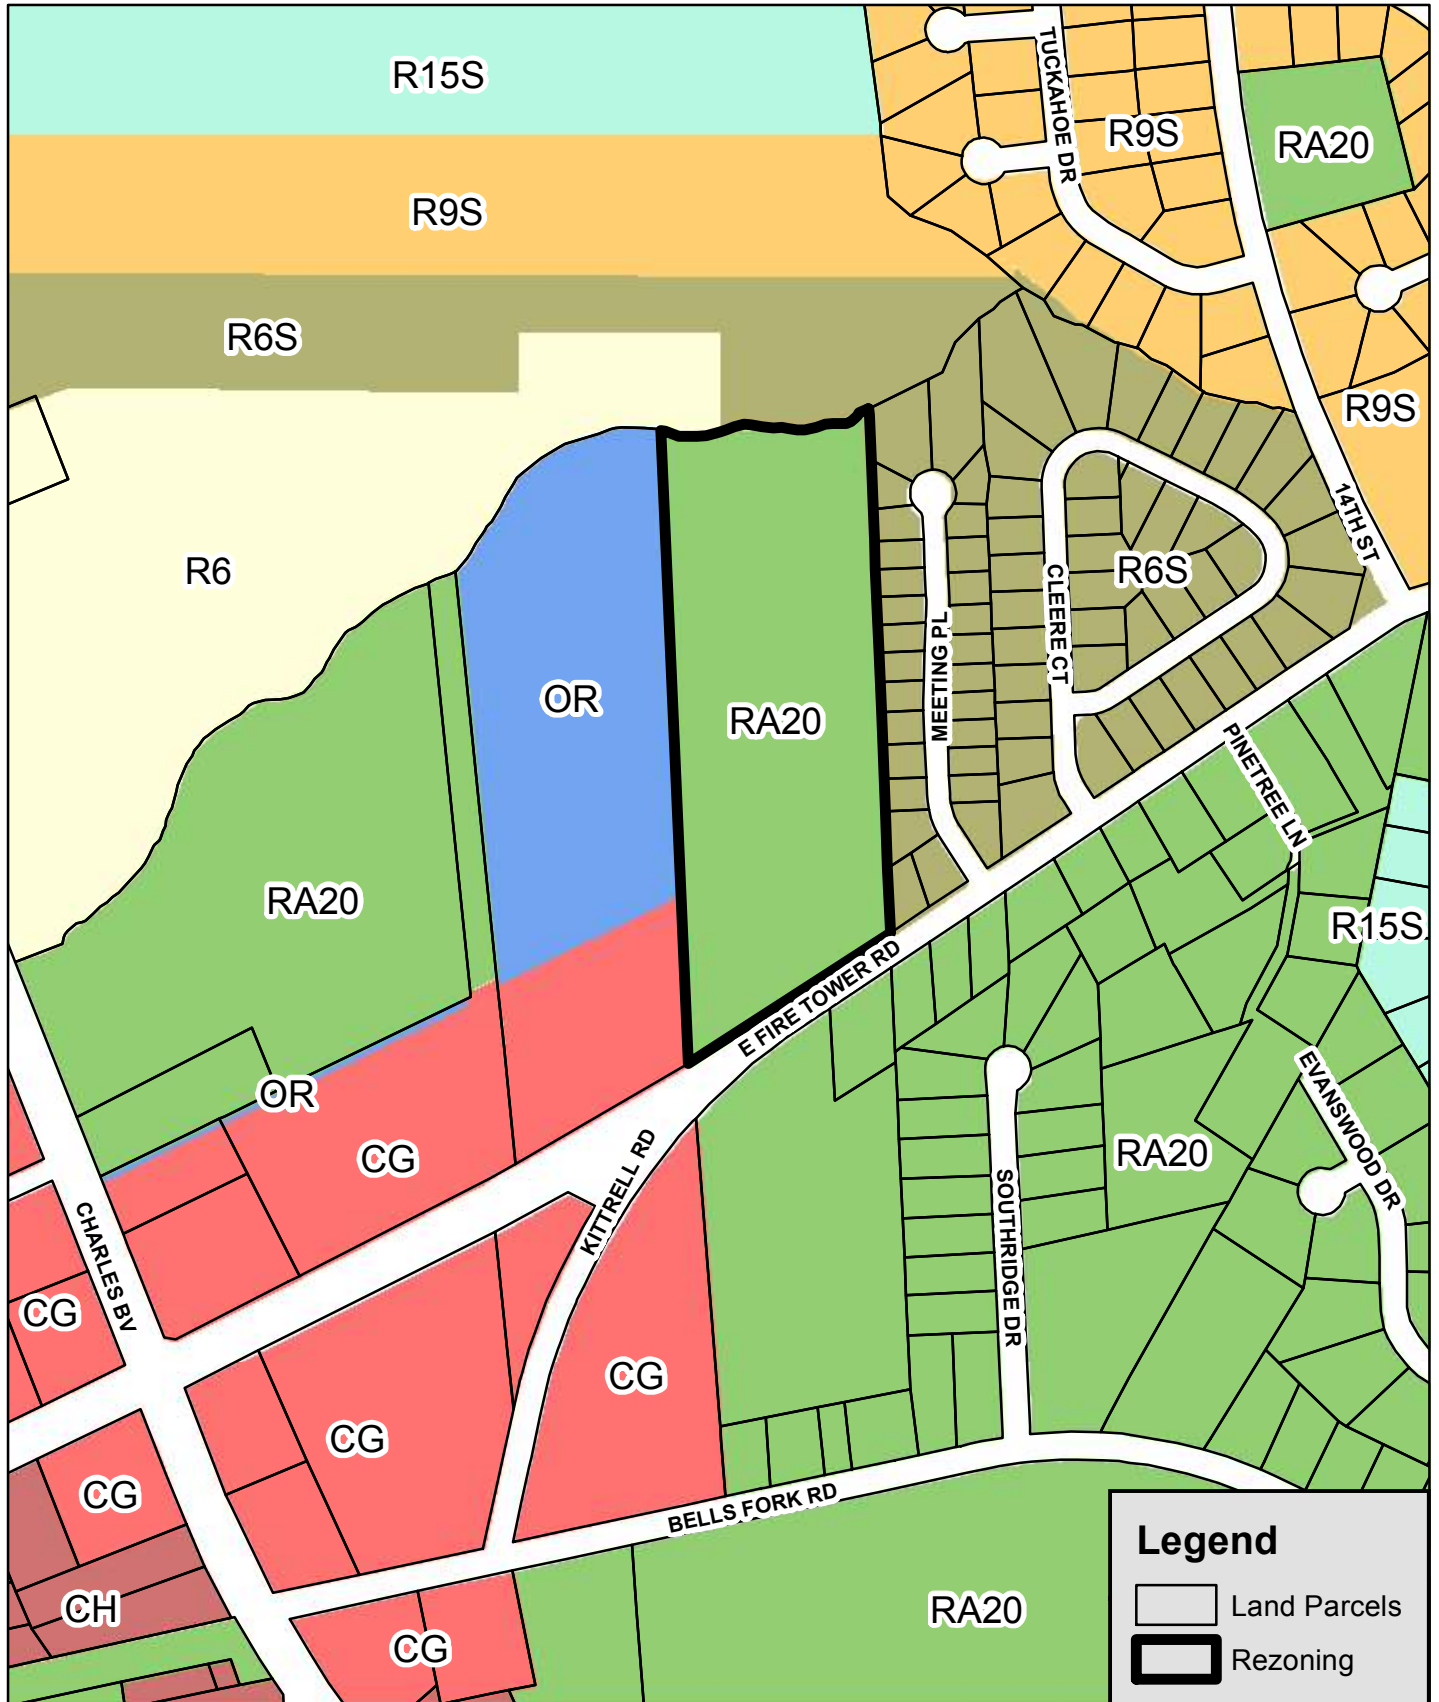 R15S
TUCKAHOE DR
R9S
RA20
R9S
R6S
R9S
14TH ST
R6
R6S
CLEERE CT
MEETING PL
OR
RA20
PINETREE LN
RA20
R15S
E FIRE TOWER RD
EVANSWOOD DR
OR
CG
RA20
KITTRELL RD
SOUTHRIDGE DR
CHARLES BV
CG
CG
CG
CG
BELLS FORK RD
CH
CG
RA20
Legend
Land Parcels
Rezoning